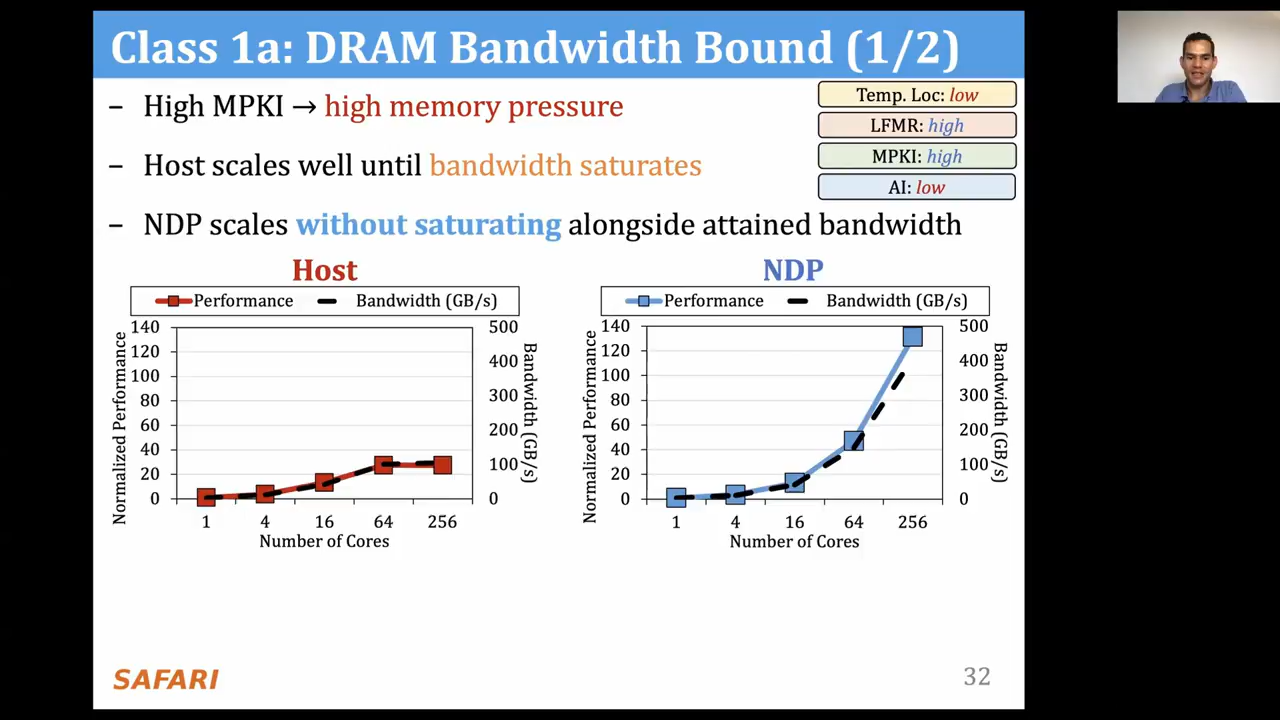 Class 1a: DRAM Bandwidth Bound (1/2)
– High MPKI → high memory pressure
– Host scales well until bandwidth saturates
– NDP scales without saturating alongside attained bandwidth
Temp. Loc: low
LFMR: high
MPKI: high
AI: low
Host
Performance Bandwidth (GB/s)
Normalized Performance
140
120
100
80
60
40
20
0
500
400
300
200
100
0
Bandwidth (GB/s)
1 4 16 64 256
Number of Cores
NDP
Performance Bandwidth (GB/s)
Normalized Performance
140
120
100
80
60
40
20
0
500
400
300
200
100
0
Bandwidth (GB/s)
1 4 16 64 256
Number of Cores
SAFARI
32